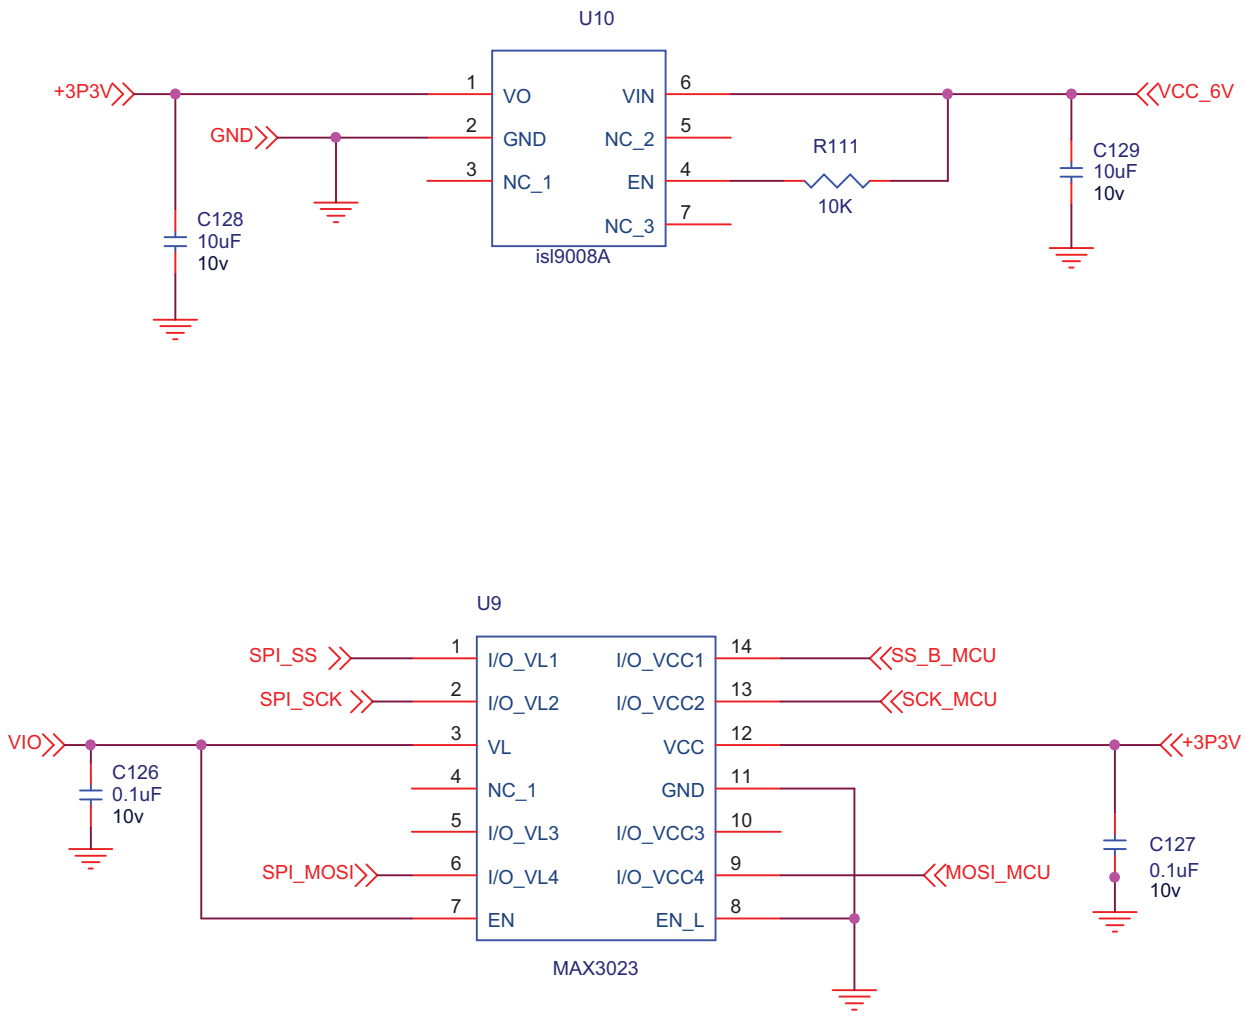 U10
+3P3V
1
VO
VIN
6
VCC_6V
GND
2
GND
NC_2
5
R111
C129
10uF
10v
3
NC_1
EN
4
10K
C128
10uF
10v
NC_3
7
isl9008A
U9
SPI_SS
1
I/O_VL1
I/O_VCC1
14
SS_B_MCU
SPI_SCK
2
I/O_VL2
I/O_VCC2
13
SCK_MCU
VIO
3
VL
VCC
12
+3P3V
C126
0.1uF
10v
4
NC_1
GND
11
5
I/O_VL3
I/O_VCC3
10
C127
0.1uF
10v
SPI_MOSI
6
I/O_VL4
I/O_VCC4
9
MOSI_MCU
7
EN
EN_L
8
MAX3023